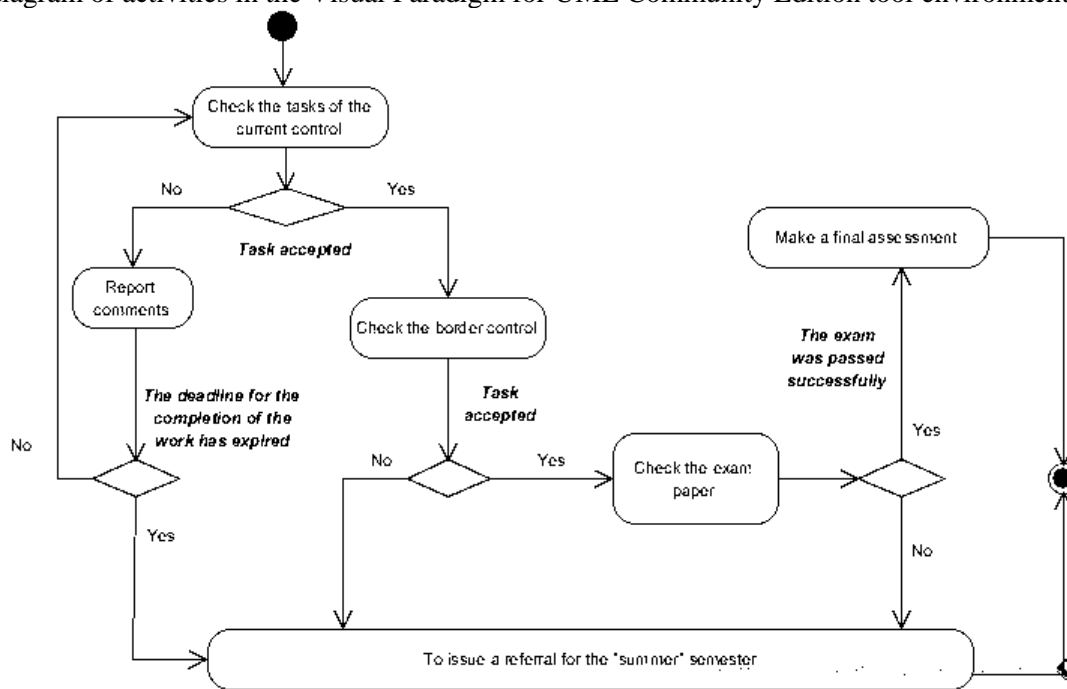 diagram of activities in the Visual Paradigm for UML Community Edition tool environment
Check the tasks of the
current control
No
Yes
Task accepted
Make a final assessment
Report
comments
Check the border control
The exam
was passed
successfully
The deadline for the
completion of the
work has expired
Task
accepted
No
No
Yes
Check the exam
paper
Yes
Yes
No
To issue a referral for the "summer" semester